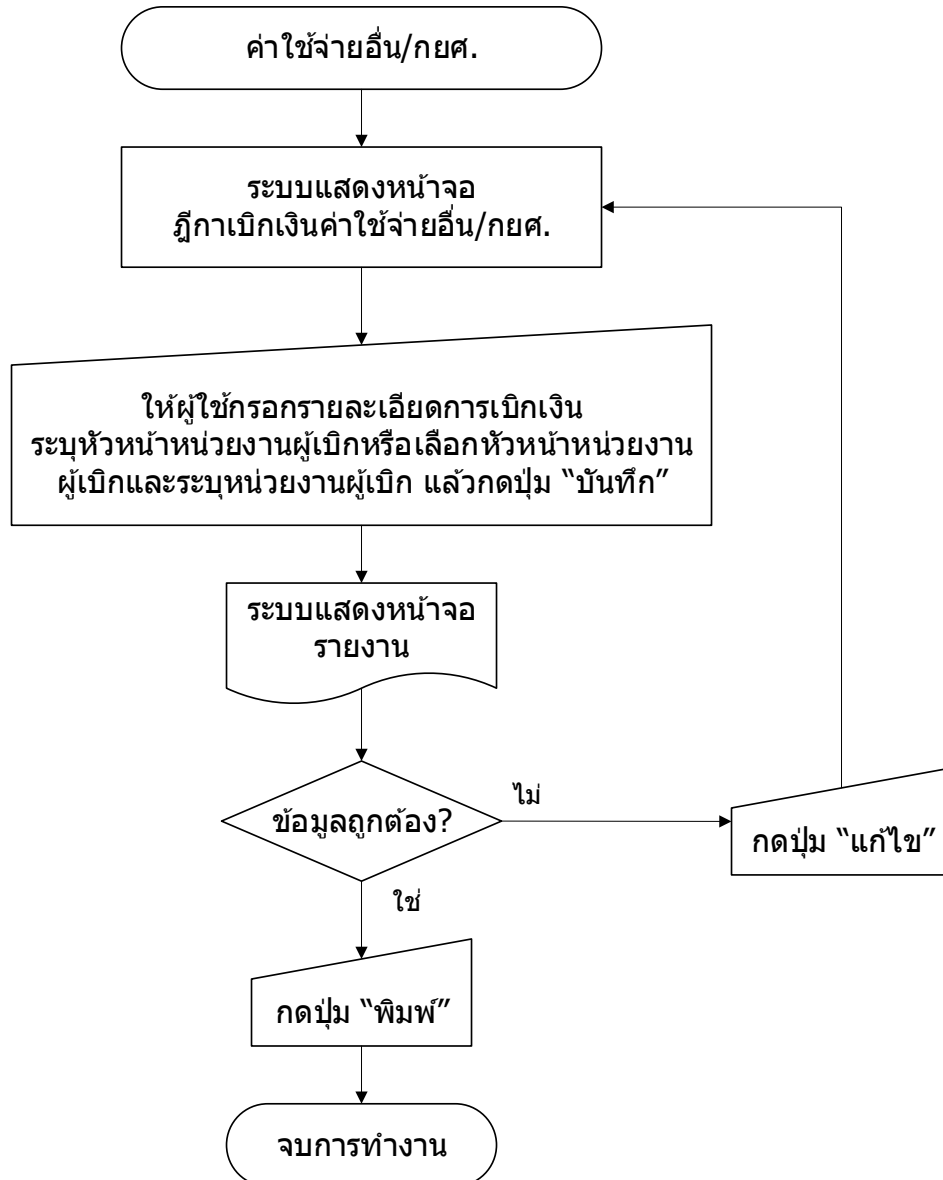 ค่าใช้จ่ายอื่น/กยศ.
ระบบแสดงหน้าจอ
ฎีกาเบิกเงินค่าใช้จ่ายอื่น/กยศ.
ให้ผู้ใช้กรอกรายละเอียดการเบิกเงิน
ระบุหัวหน้าหน่วยงานผู้เบิกหรือเลือกหัวหน้าหน่วยงาน
ผู้เบิกและระบุหน่วยงานผู้เบิก แล้วกดปุ่ม “บันทึก”
ระบบแสดงหน้าจอ
รายงาน
ข้อมูลถูกต้อง?
ไม่
กดปุ่ม “แก้ไข”
ใช่
กดปุ่ม “พิมพ์”
จบการทำงาน